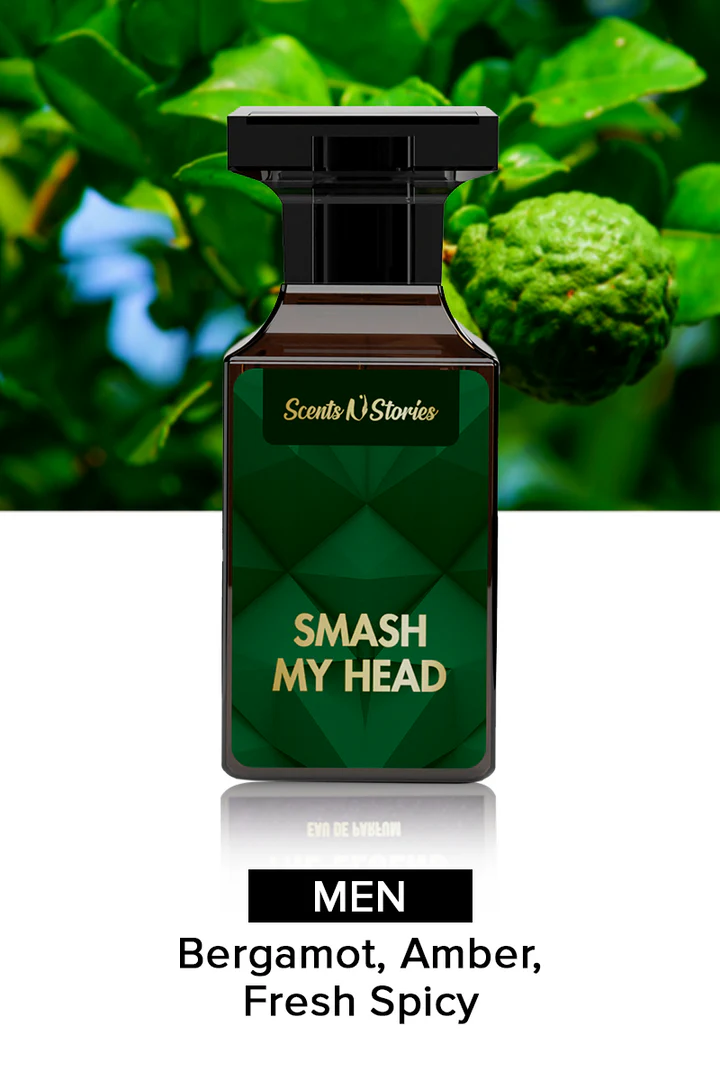 Scents N Stories
SMASH
MY HEAD
EAU DE PARFUM
MEN
Bergamot, Amber,
Fresh Spicy